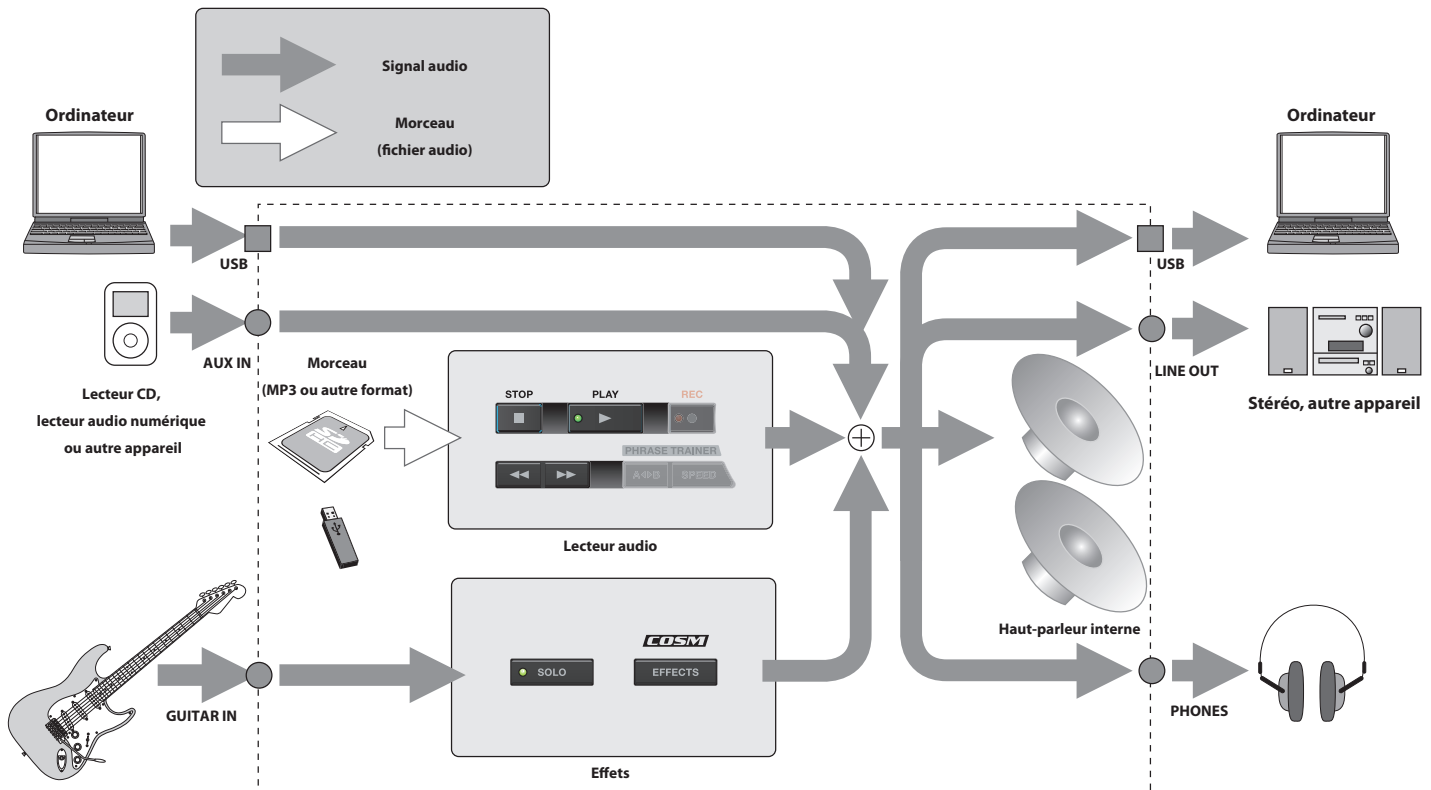 Signal audio
Morceau
(fichier audio)
Ordinateur
Ordinateur
USB
USB
AUX IN
LINE OUT
Lecteur CD,
lecteur audio numérique
ou autre appareil
Morceau
(MP3 ou autre format)
STOP PLAY REC
PHRASE TRAINER
A B SPEED
Lecteur audio
Stéréo, autre appareil
Haut-parleur interne
COSM
SOLO EFFECTS
GUITAR IN
PHONES
Effets